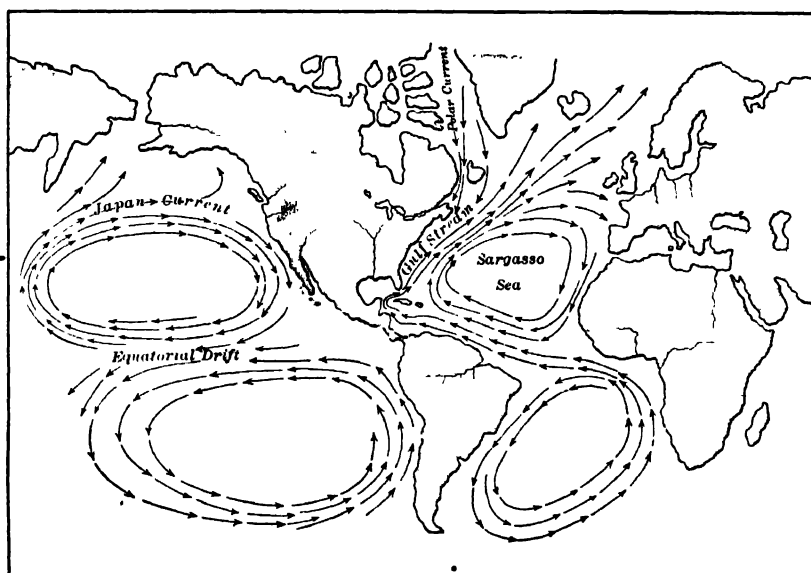 Polar Current
Japan Current
Gulf Stream
Sargasso
Sea
Equatorial Drift